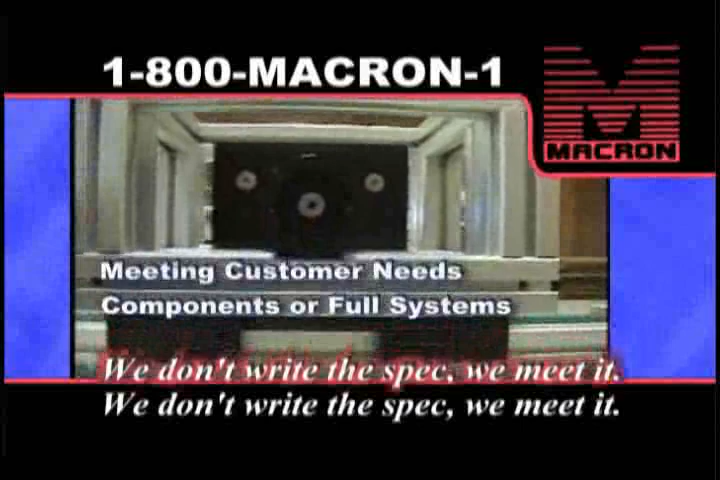 1-800-MACRON-1
MACRON
Meeting Customer Needs
Components or Full Systems
We don't write the spec, we meet it.
We don't write the spec, we meet it.